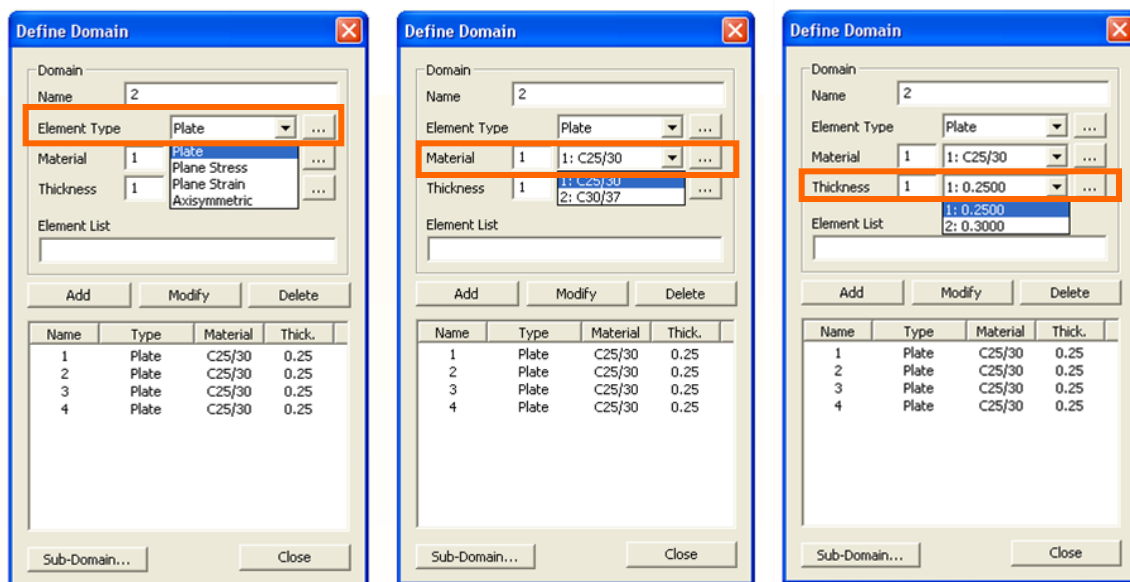 Define Domain
Domain
Name 2
Element Type Plate ...
Material 1 Plate ...
Plane Stress
Thickness 1 Plane Strain ...
Axisymmetric
Element List
Add Modify Delete
Name Type Material Thick.
1 Plate C25/30 0.25
2 Plate C25/30 0.25
3 Plate C25/30 0.25
4 Plate C25/30 0.25
Sub-Domain... Close
Define Domain
Domain
Name 2
Element Type Plate ...
Material 1 1: C25/30 ...
1: C25/30
Thickness 1 2: C30/37 ...
Element List
Add Modify Delete
Name Type Material Thick.
1 Plate C25/30 0.25
2 Plate C25/30 0.25
3 Plate C25/30 0.25
4 Plate C25/30 0.25
Sub-Domain... Close
Define Domain
Domain
Name 2
Element Type Plate ...
Material 1 1: C25/30 ...
Thickness 1 1: 0.2500 ...
1: 0.2500
Element List 2: 0.3000
Add Modify Delete
Name Type Material Thick.
1 Plate C25/30 0.25
2 Plate C25/30 0.25
3 Plate C25/30 0.25
4 Plate C25/30 0.25
Sub-Domain... Close